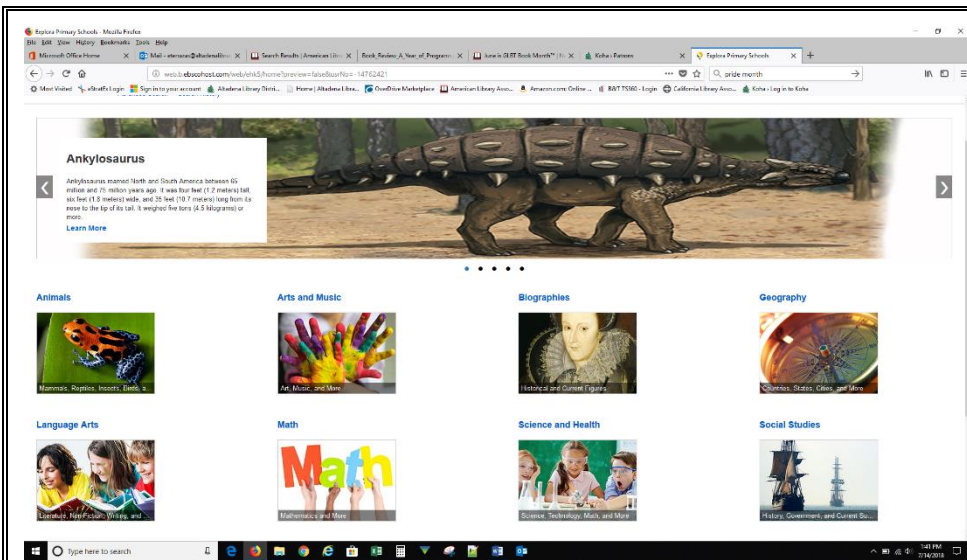 Explora Primary Schools - Mozilla Firefox
File Edit View History Bookmarks Tools Help
Microsoft Office Home
Search Results | American Libr
Book_Review_A_Year_of_Program
Koha - Patrons
Explora Primary Schools
web.b.ebscohost.com/web/ehk5/home?preview=false&usrNo=-14762421
pride month
Most Visited
Sign in to your account
Altadena Library Distri...
Home | Altadena Libra...
OverDrive Marketplace
American Library Asso...
Amazon.com: Online ...
B&T TS360 - Login
California Library Asso...
Koha › Log in to Koha
Ankylosaurus
Ankylosaurus roamed North and South America between 65
million and 75 million years ago. It was four feet (1.2 meters) tall,
six feet (1.8 meters) wide, and 35 feet (10.7 meters) long from its
nose to the tip of its tail. It weighed five tons (4.5 kilograms) or
more.
Learn More
Animals
Arts and Music
Biographies
Geography
Mammals, Reptiles, Insects, Birds, a...
Art, Music, and More
Historical and Current Figures
Countries, States, Cities, and More
Language Arts
Math
Science and Health
Social Studies
Math
Literature, Non-Fiction, Writing, and ...
Mathematics and More
Science, Technology, Math, and More
History, Government, and Current Su...
Type here to search
1:41 PM
7/14/2018